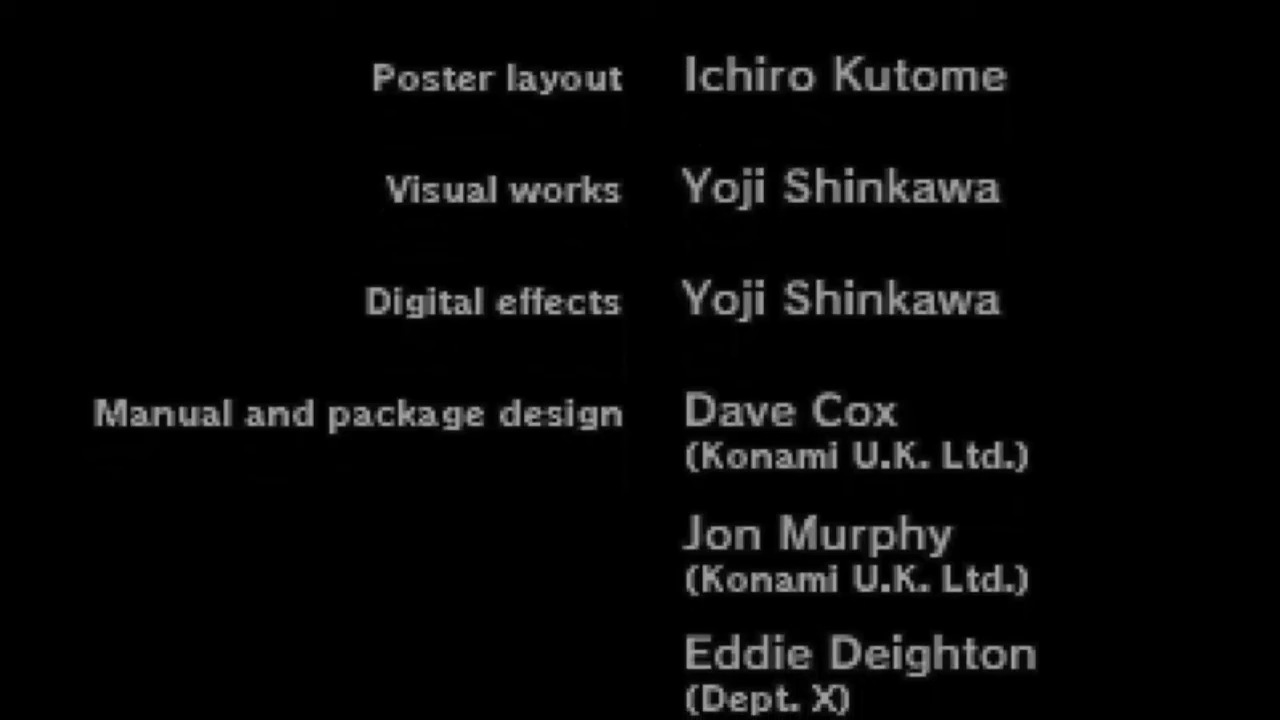 Poster layout Ichiro Kutome
Visual works Yoji Shinkawa
Digital effects Yoji Shinkawa
Manual and package design Dave Cox
(Konami U.K. Ltd.)
Jon Murphy
(Konami U.K. Ltd.)
Eddie Deighton
(Dept. X)